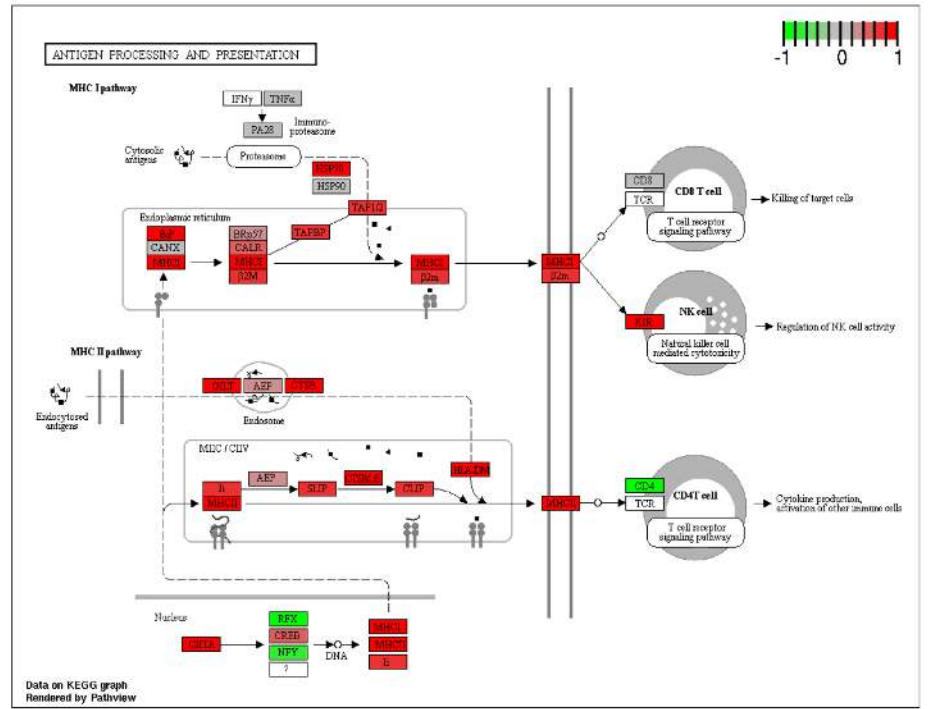 -1 0 1
ANTIGEN PROCESSING AND PRESENTATION
MHC I pathway
IFNγ TNFα
PA28
Immuno-
proteasome
Cytosolic
antigens
Proteasome
HSP70
HSP90
TAP1/2
Endoplasmic reticulum
BiP
CANX
MHCI
BRp57
CALR
MHCI
β2M
TAPBP
MHCI
β2m
MHCI
β2m
CD8
TCR
CD8 T cell
T cell receptor
signaling pathway
Killing of target cells
KIR
NK cell
Natural killer cell
mediated cytotoxicity
Regulation of NK cell activity
MHC II pathway
Endocytosed
antigens
GILT AEP CTSB
Endosome
MIIC / CIIV
Ii
MHCII
AEP
SLIP
CLIP
HLA-DM
MHCII
CD4
TCR
CD4T cell
T cell receptor
signaling pathway
Cytokine production,
activation of other immune cells
Nucleus
CIITA
RFX
CREB
NFY
?
DNA
MHCI
MHCII
Ii
Data on KEGG graph
Rendered by Pathview